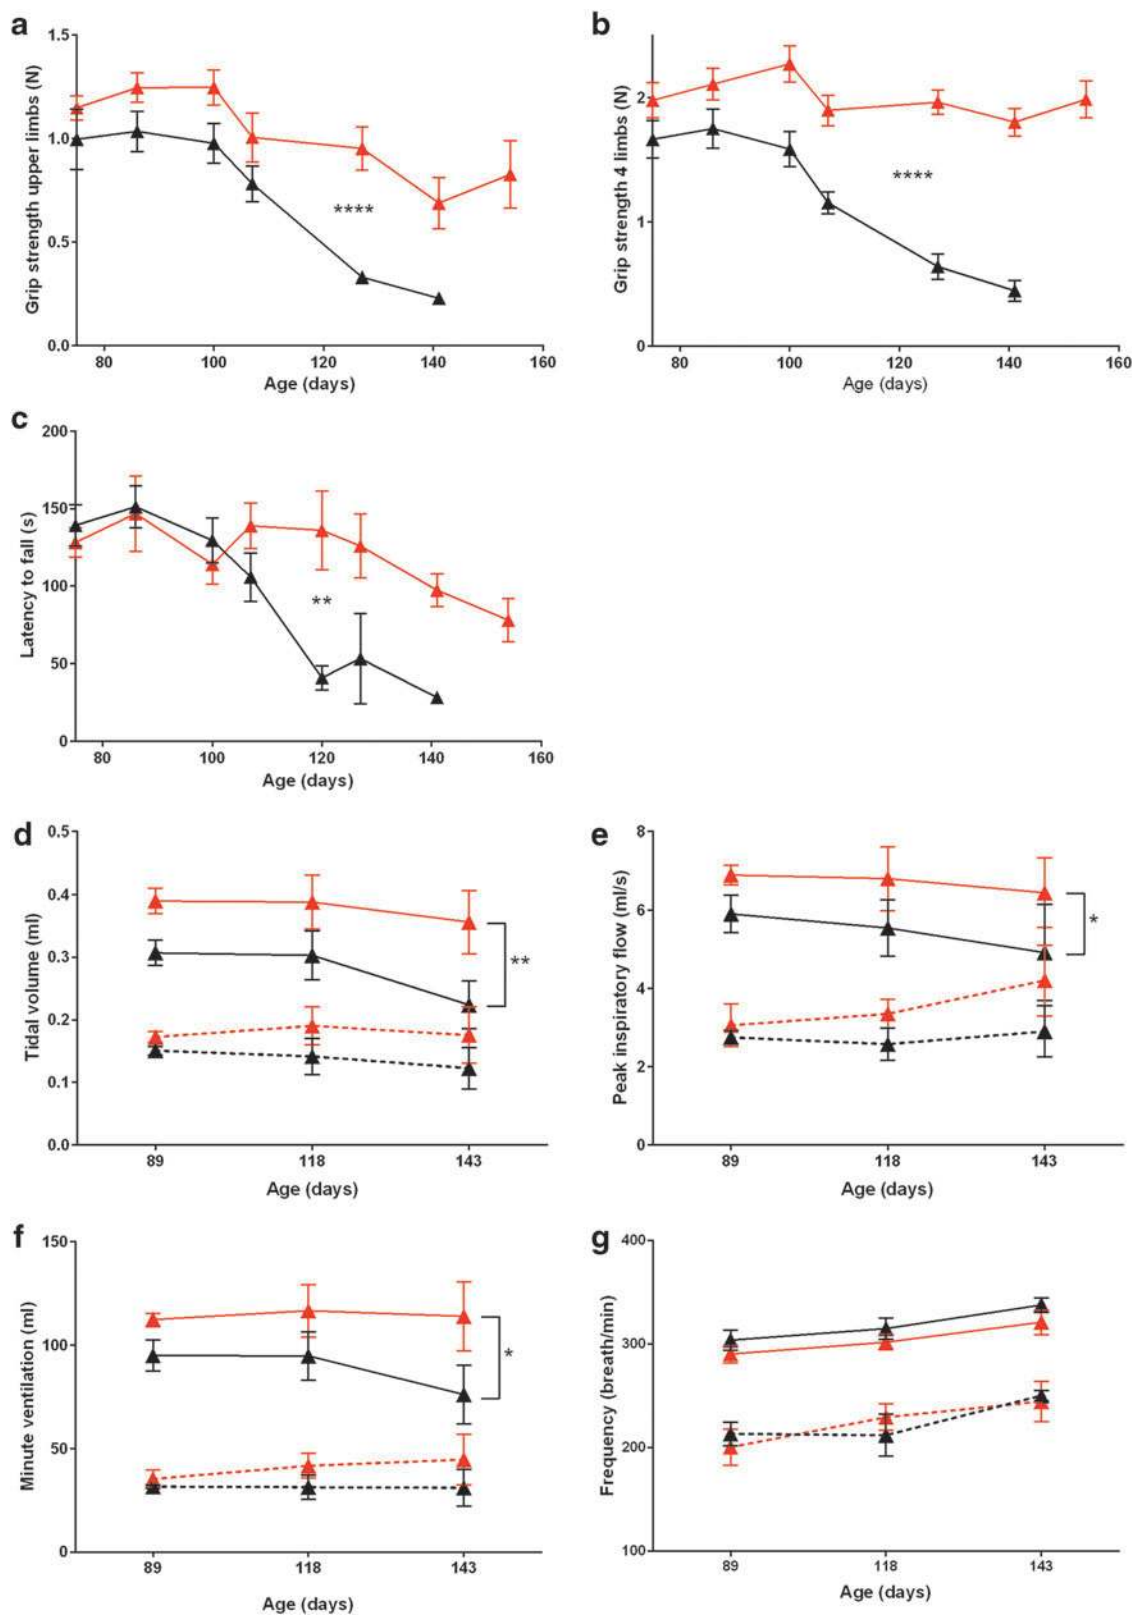 a
Grip strength upper limbs (N)
1.5
1.0
0.5
0.0
****
80 100 120 140 160
Age (days)
b
Grip strength 4 limbs (N)
2
1
0
****
80 100 120 140 160
Age (days)
c
Latency to fall (s)
200
150
100
50
0
**
80 100 120 140 160
Age (days)
d
Tidal volume (ml)
0.5
0.4
0.3
0.2
0.1
0.0
**
89 118 143
Age (days)
e
Peak inspiratory flow (ml/s)
8
6
4
2
0
*
89 118 143
Age (days)
f
Minute ventilation (ml)
150
100
50
0
*
89 118 143
Age (days)
g
Frequency (breath/min)
400
300
200
100
89 118 143
Age (days)